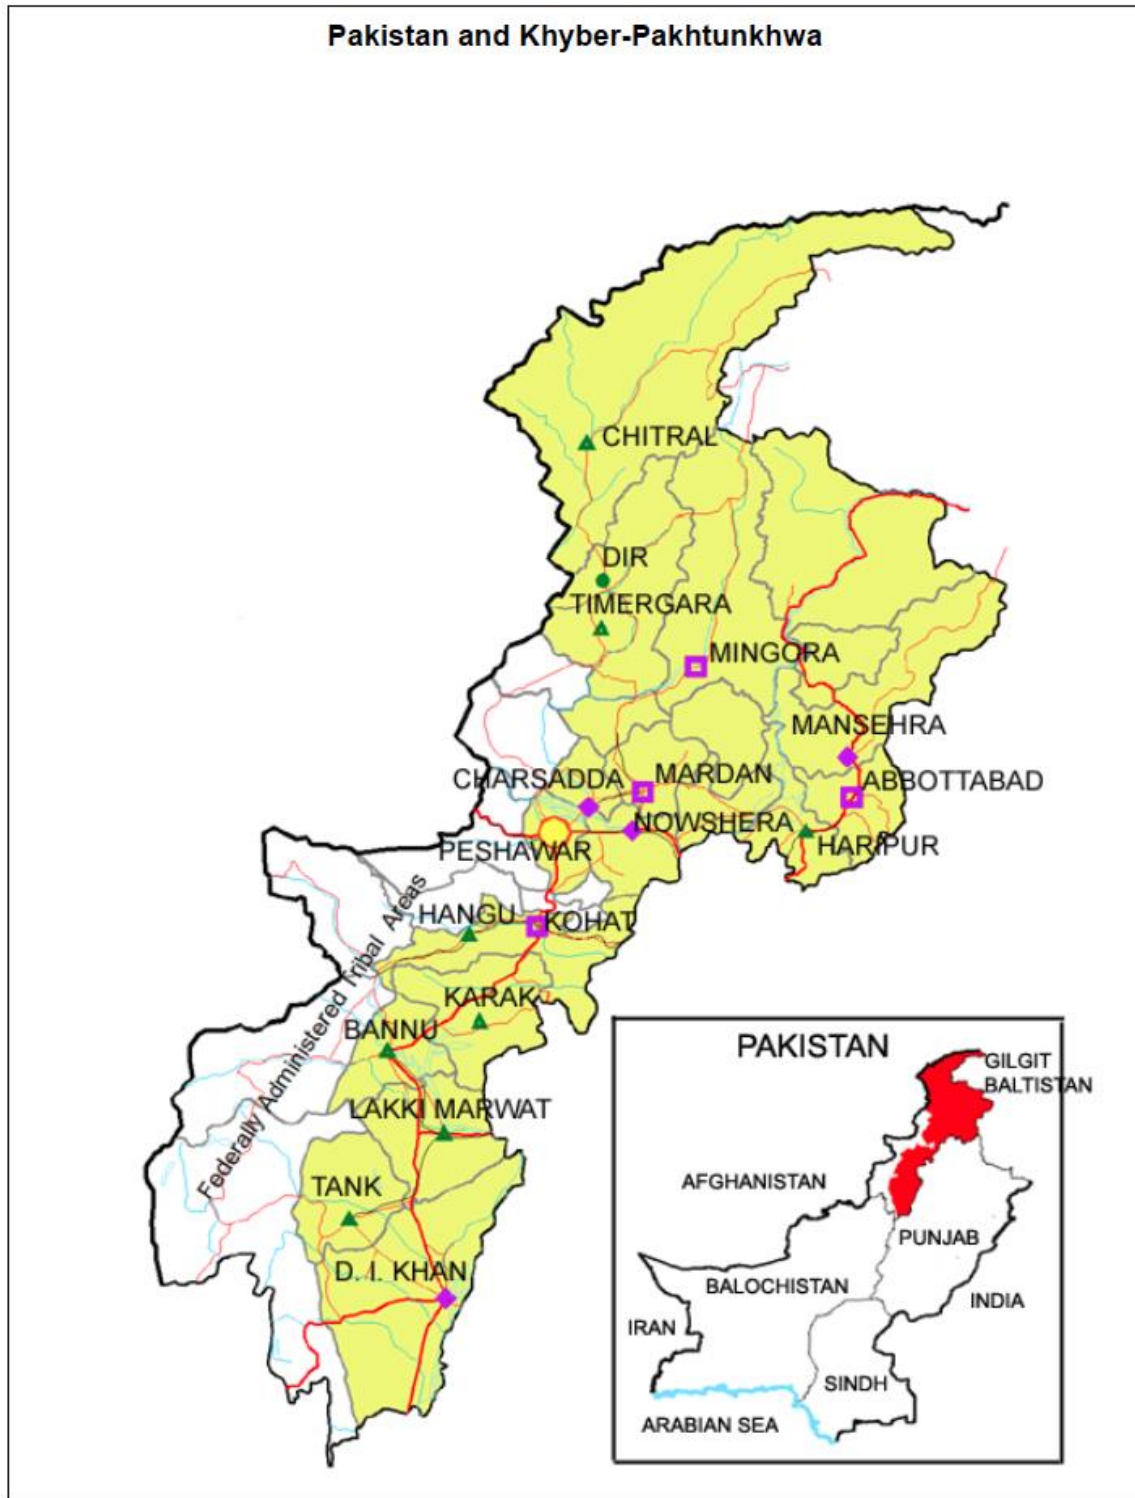 Pakistan and Khyber-Pakhtunkhwa
CHITRAL
DIR
TIMERGARA
MINGORA
MANSEHRA
CHARSADDA
MARDAN
ABBOTTABAD
NOWSHERA
PESHAWAR
HARIPUR
Federally Administered Tribal Areas
HANGU
KOHAT
KARAK
BANNU
LAKKI MARWAT
TANK
D. I. KHAN
PAKISTAN
GILGIT
BALTISTAN
AFGHANISTAN
PUNJAB
BALOCHISTAN
INDIA
IRAN
SINDH
ARABIAN SEA